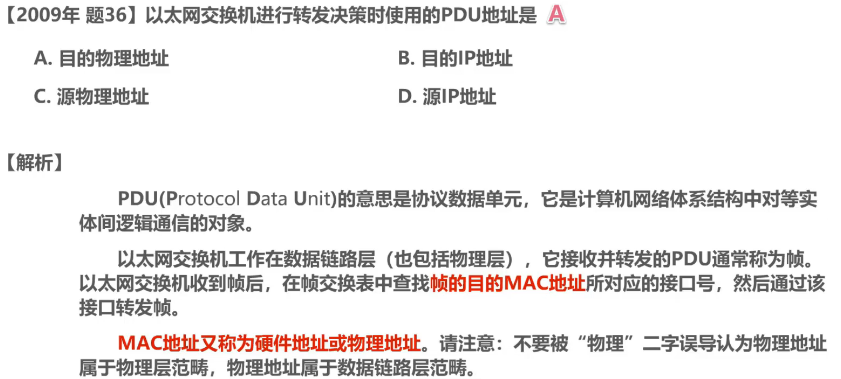 【2009年 题36】以太网交换机进行转发决策时使用的PDU地址是 A
A. 目的物理地址 B. 目的IP地址
C. 源物理地址 D. 源IP地址
【解析】
PDU(Protocol Data Unit)的意思是协议数据单元，它是计算机网络体系结构中对等实
体间逻辑通信的对象。
以太网交换机工作在数据链路层（也包括物理层），它接收并转发的PDU通常称为帧。
以太网交换机收到帧后，在帧交换表中查找帧的目的MAC地址所对应的接口号，然后通过该
接口转发帧。
MAC地址又称为硬件地址或物理地址。请注意：不要被“物理”二字误导认为物理地址
属于物理层范畴，物理地址属于数据链路层范畴。